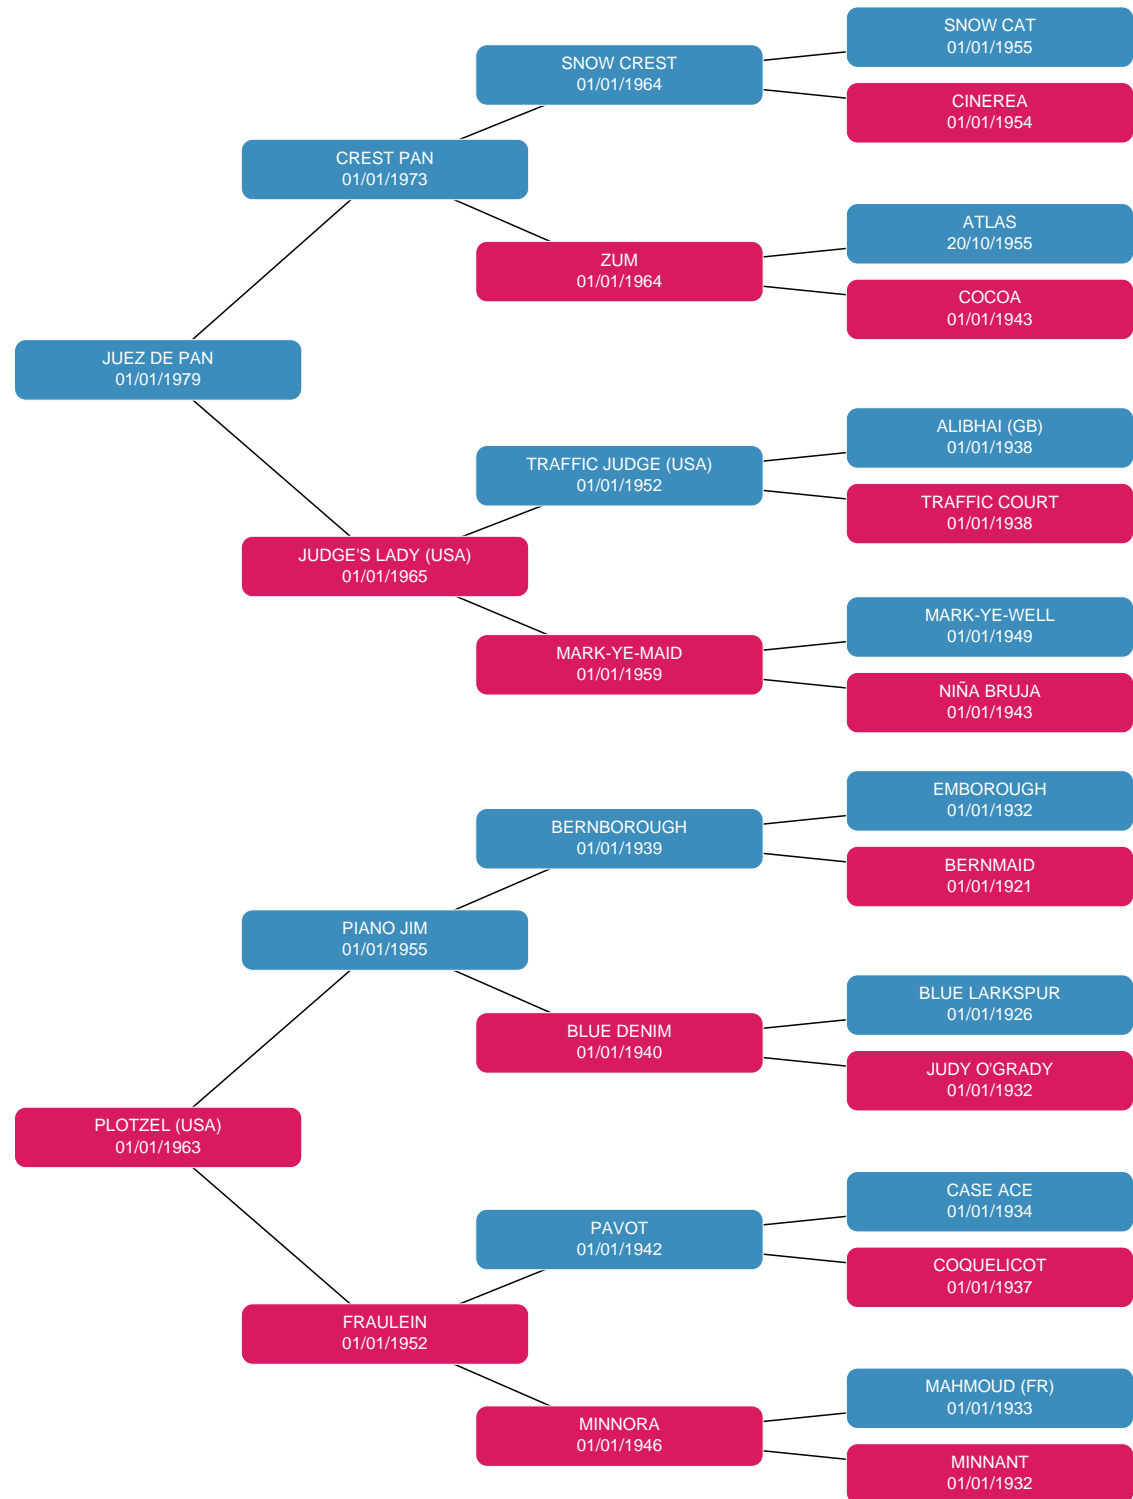 SNOW CAT
01/01/1955
SNOW CREST
01/01/1964
CINEREA
01/01/1954
CREST PAN
01/01/1973
ATLAS
20/10/1955
ZUM
01/01/1964
COCOA
01/01/1943
JUEZ DE PAN
01/01/1979
ALIBHAI (GB)
01/01/1938
TRAFFIC JUDGE (USA)
01/01/1952
TRAFFIC COURT
01/01/1938
JUDGE'S LADY (USA)
01/01/1965
MARK-YE-WELL
01/01/1949
MARK-YE-MAID
01/01/1959
NIÑA BRUJA
01/01/1943
EMBOROUGH
01/01/1932
BERNBOROUGH
01/01/1939
BERNMAID
01/01/1921
PIANO JIM
01/01/1955
BLUE LARKSPUR
01/01/1926
BLUE DENIM
01/01/1940
JUDY O'GRADY
01/01/1932
PLOTZEL (USA)
01/01/1963
CASE ACE
01/01/1934
PAVOT
01/01/1942
COQUELICOT
01/01/1937
FRAULEIN
01/01/1952
MAHMOUD (FR)
01/01/1933
MINNORA
01/01/1946
MINNANT
01/01/1932